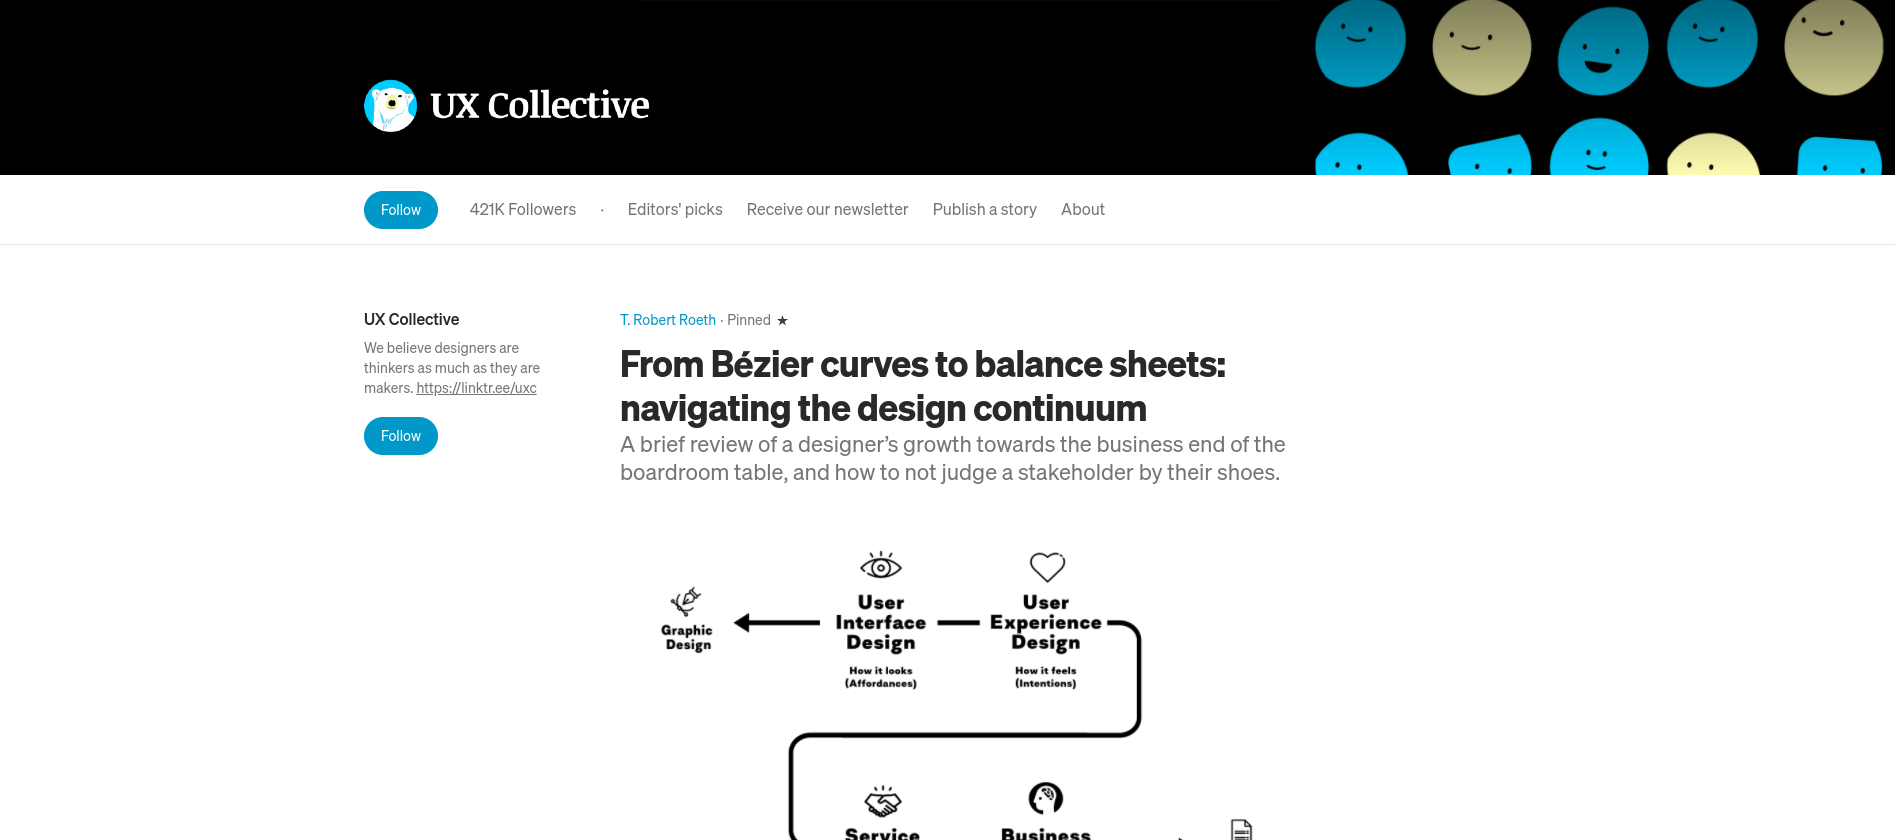 UX Collective
Follow
421K Followers · Editors' picks Receive our newsletter Publish a story About
UX Collective
We believe designers are
thinkers as much as they are
makers. https://linktr.ee/uxc
Follow
T. Robert Roeth · Pinned ★
From Bézier curves to balance sheets:
navigating the design continuum
A brief review of a designer’s growth towards the business end of the
boardroom table, and how to not judge a stakeholder by their shoes.
Graphic
Design
User
Interface
Design
How it looks
(Affordances)
User
Experience
Design
How it feels
(Intentions)
Service
Business